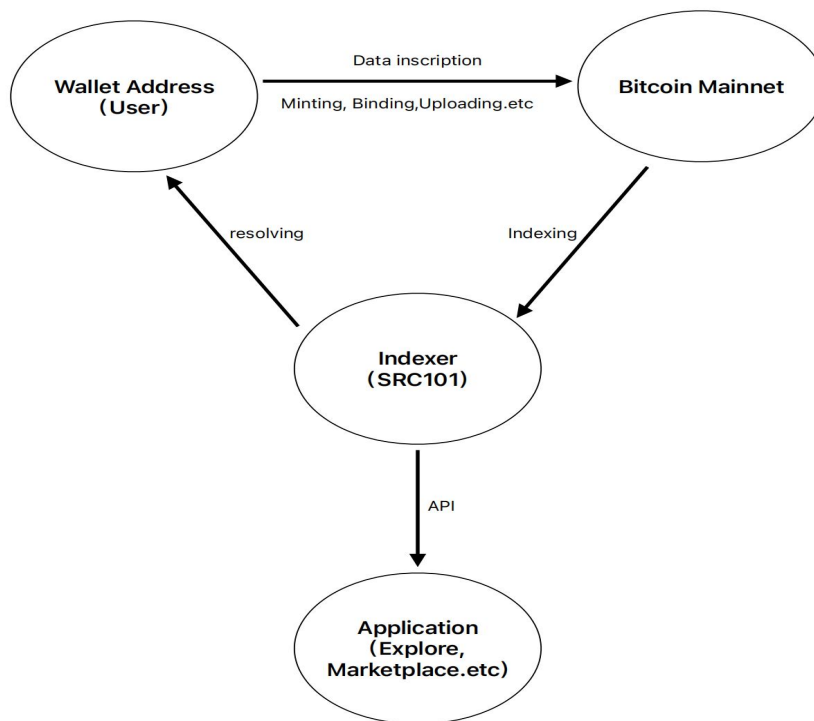 Data inscription
Wallet Address
(User)
Bitcoin Mainnet
Minting, Binding,Uploading.etc
resolving
Indexing
Indexer
(SRC101)
API
Application
(Explore,
Marketplace.etc)